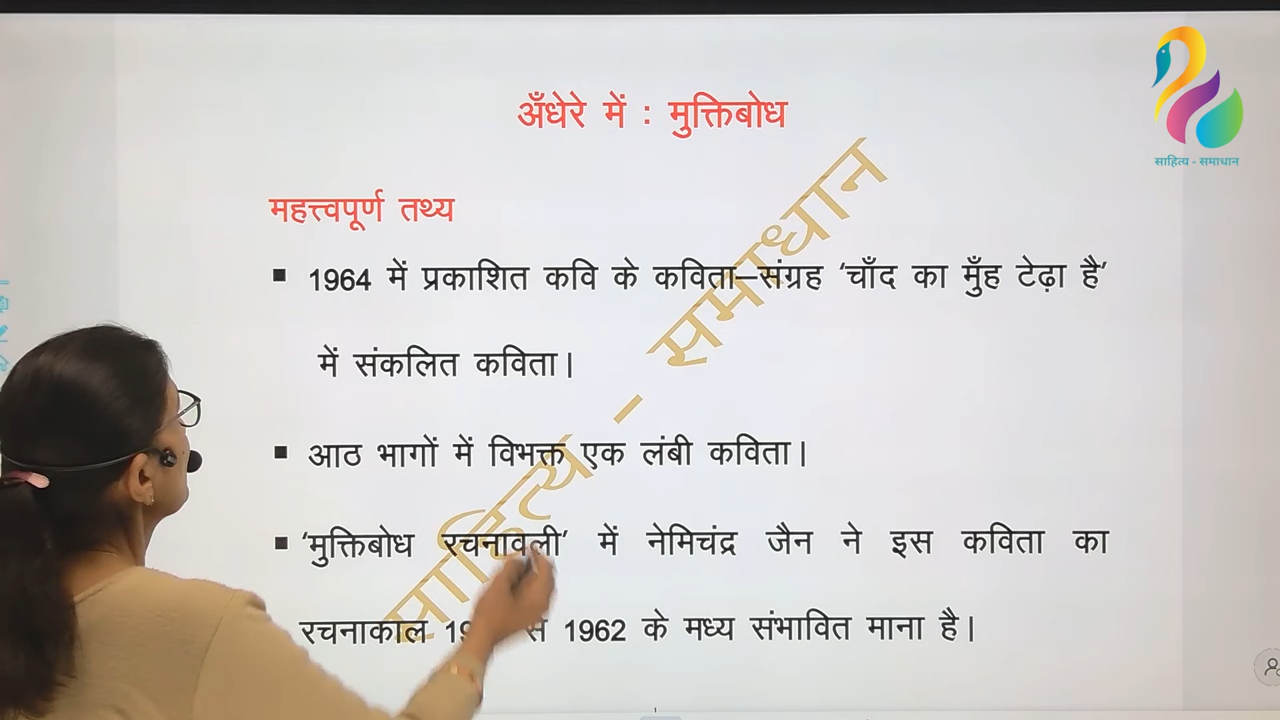 अँधेरे में : मुक्तिबोध
साहित्य - समाधान
महत्त्वपूर्ण तथ्य
▪ 1964 में प्रकाशित कवि के कविता–संग्रह ‘चाँद का मुँह टेढ़ा है’
में संकलित कविता।
▪ आठ भागों में विभक्त एक लंबी कविता।
▪ ‘मुक्तिबोध रचनावली’ में नेमिचंद्र जैन ने इस कविता का
रचनाकाल से 1962 के मध्य संभावित माना है।
साहित्य - समाधान